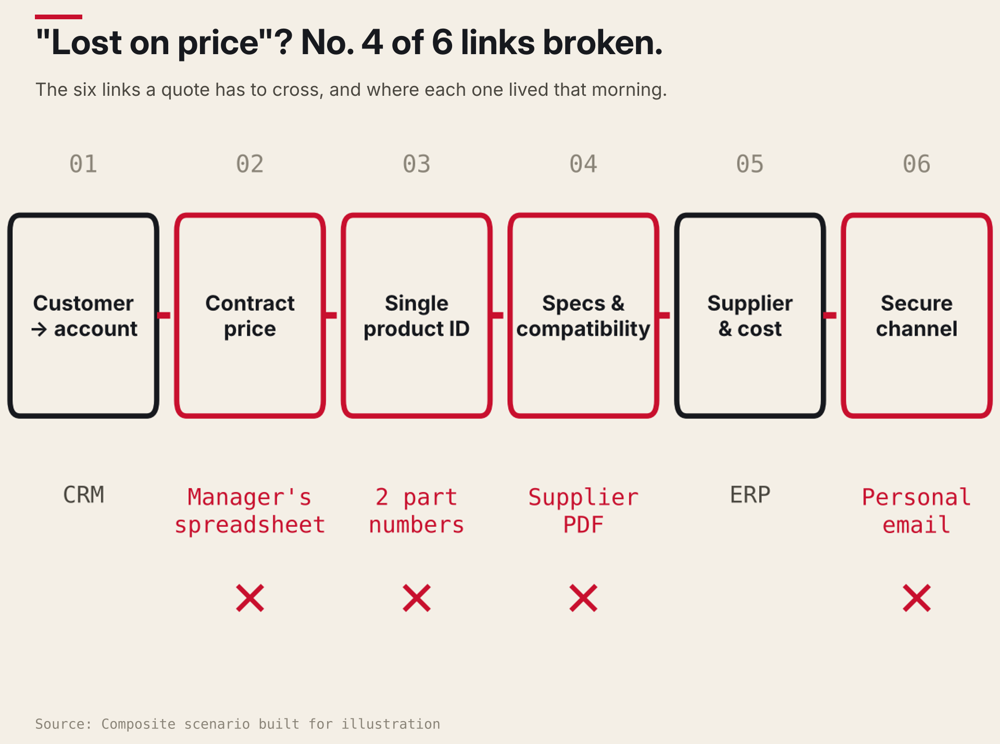 "Lost on price"? No. 4 of 6 links broken.
The six links a quote has to cross, and where each one lived that morning.
01
02
03
04
05
06
Customer
→ account
Contract
price
Single
product ID
Specs &
compatibility
Supplier
& cost
Secure
channel
CRM
Manager's
spreadsheet
2 part
numbers
Supplier
PDF
ERP
Personal
email
Source: Composite scenario built for illustration